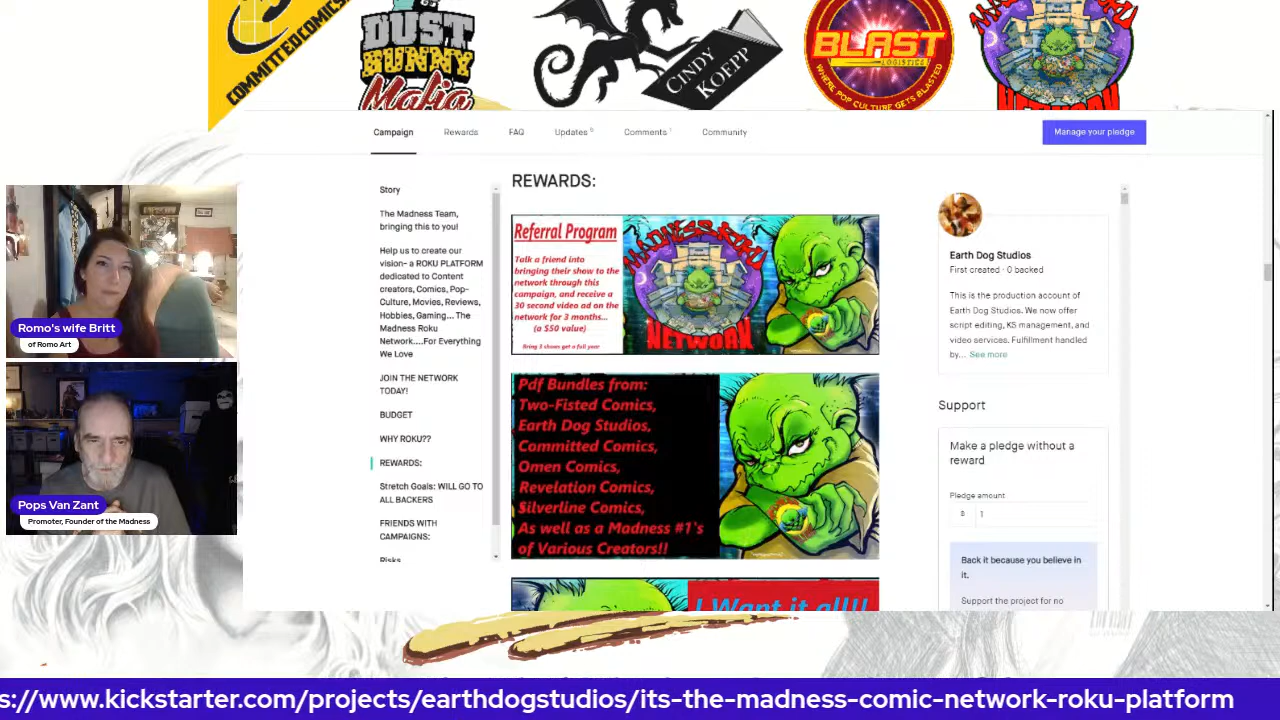 COMMITTEDCOMICS
DUST
BUNNY
Mafia
CINDY
KOEPP
BLAST
LOGISTICS
WHERE POP CULTURE GETS BLASTED
NETWORK
Campaign
Rewards
FAQ
Updates 5
Comments 1
Community
Manage your pledge
Story
The Madness Team,
bringing this to you!
Help us to create our
vision- a ROKU PLATFORM
dedicated to Content
creators, Comics, Pop-
Culture, Movies, Reviews,
Hobbies, Gaming... The
Madness Roku
Network....For Everything
We Love
JOIN THE NETWORK
TODAY!
BUDGET
WHY ROKU??
REWARDS:
Stretch Goals: WILL GO TO
ALL BACKERS
FRIENDS WITH
CAMPAIGNS:
Risks
REWARDS:
Referral Program
Talk a friend into
bringing their show to the
network through this
campaign, and receive a
30 second video ad on the
network for 3 months...
(a $50 value)
Bring 3 shows get a full year
MADNESS ROKU
NETWORK
Pdf Bundles from:
Two-Fisted Comics,
Earth Dog Studios,
Committed Comics,
Omen Comics,
Revelation Comics,
Silverline Comics,
As well as a Madness #1's
of Various Creators!!
I Want it all!!!
Earth Dog Studios
First created · 0 backed
This is the production account of
Earth Dog Studios. We now offer
script editing, KS management, and
video services. Fulfillment handled
by... See more
Support
Make a pledge without a
reward
Pledge amount
1
Back it because you believe in
it.
Support the project for no
Romo's wife Britt
of Romo Art
Pops Van Zant
Promoter, Founder of the Madness
s://www.kickstarter.com/projects/earthdogstudios/its-the-madness-comic-network-roku-platform